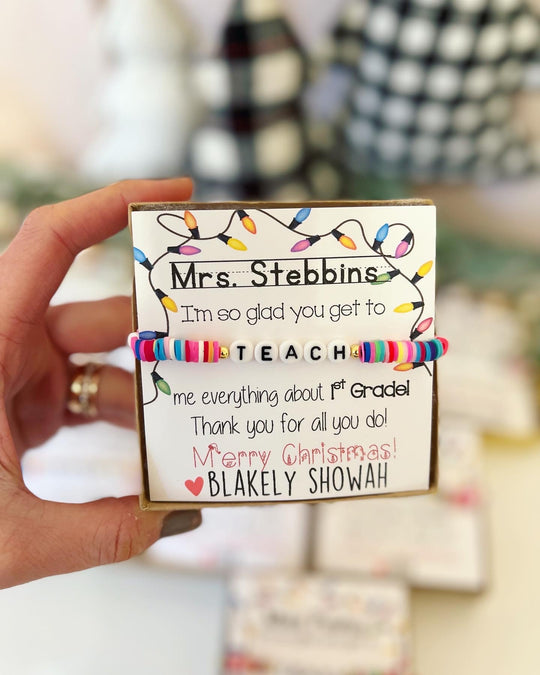 Mrs. Stebbins
I'm so glad you get to
TEACH
me everything about 1st Grade!
Thank you for all you do!
Merry Christmas!
BLAKELY SHOWAH